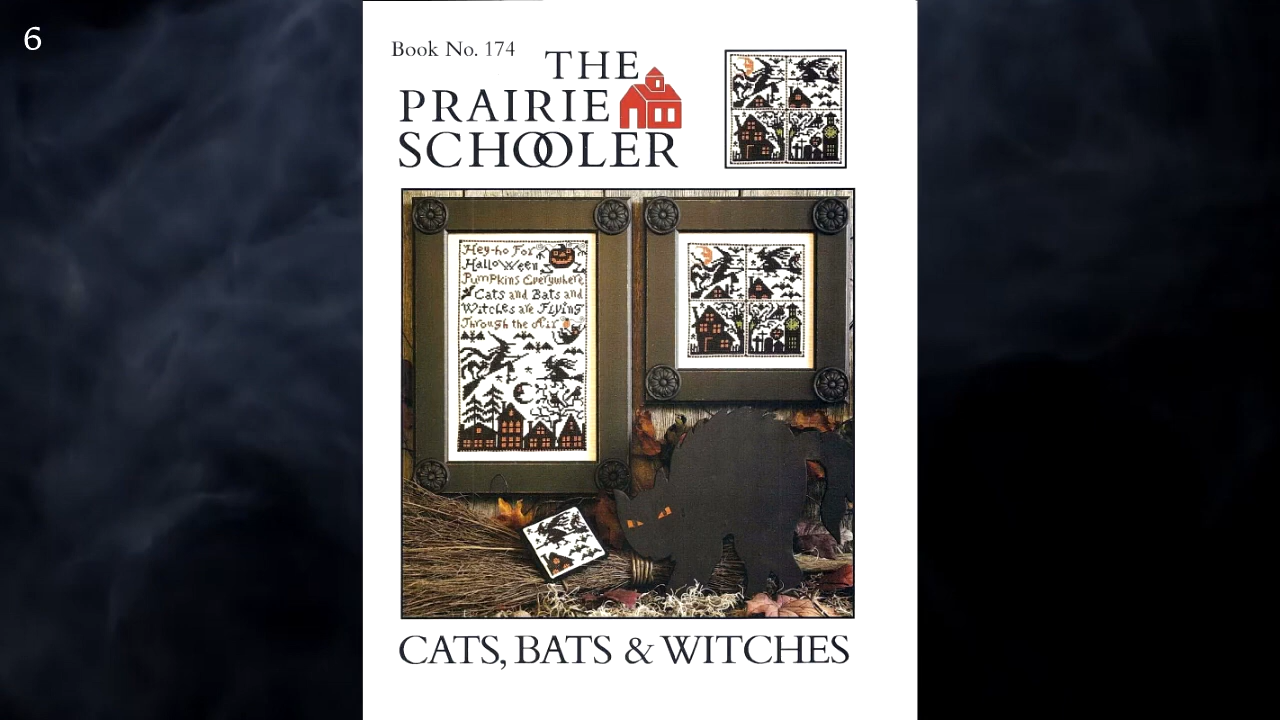 6
Book No. 174
THE
PRAIRIE
SCHOOLER
Hey-ho For
Halloween
PumPkins Everywhere
Cats and Bats and
Witches are Flying
Through the Air
CATS, BATS & WITCHES